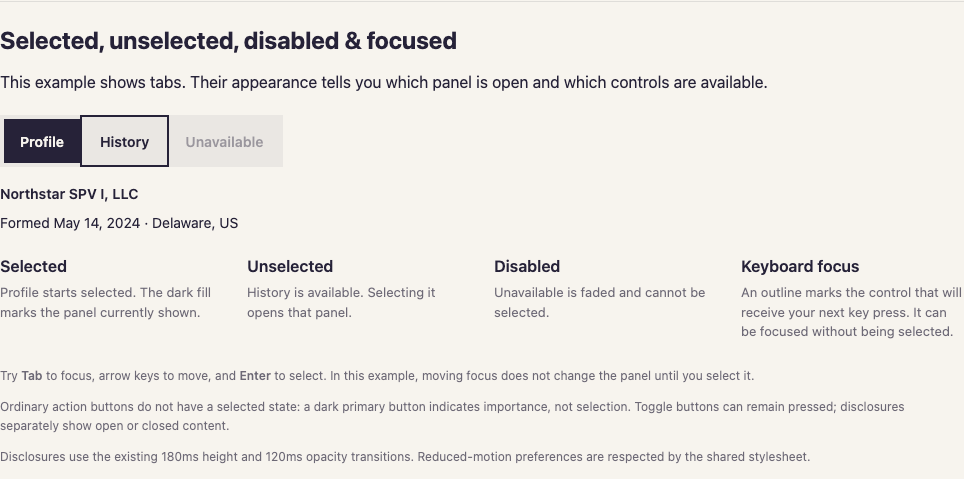 Selected, unselected, disabled & focused
This example shows tabs. Their appearance tells you which panel is open and which controls are available.
Profile
History
Unavailable
Northstar SPV I, LLC
Formed May 14, 2024 · Delaware, US
Selected
Profile starts selected. The dark fill
marks the panel currently shown.
Unselected
History is available. Selecting it
opens that panel.
Disabled
Unavailable is faded and cannot be
selected.
Keyboard focus
An outline marks the control that will
receive your next key press. It can
be focused without being selected.
Try Tab to focus, arrow keys to move, and Enter to select. In this example, moving focus does not change the panel until you select it.
Ordinary action buttons do not have a selected state: a dark primary button indicates importance, not selection. Toggle buttons can remain pressed; disclosures
separately show open or closed content.
Disclosures use the existing 180ms height and 120ms opacity transitions. Reduced-motion preferences are respected by the shared stylesheet.